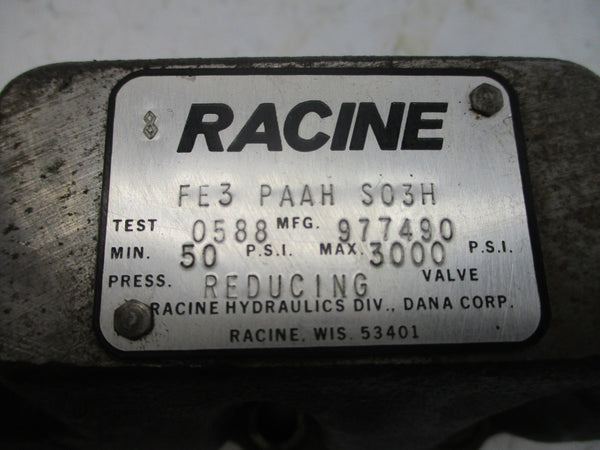 RACINE
FE3 PAAH S03H
TEST 0588 MFG. 977490
MIN. 50 P.S.I. MAX. 3000 P.S.I.
PRESS. REDUCING VALVE
RACINE HYDRAULICS DIV., DANA CORP.
RACINE, WIS. 53401